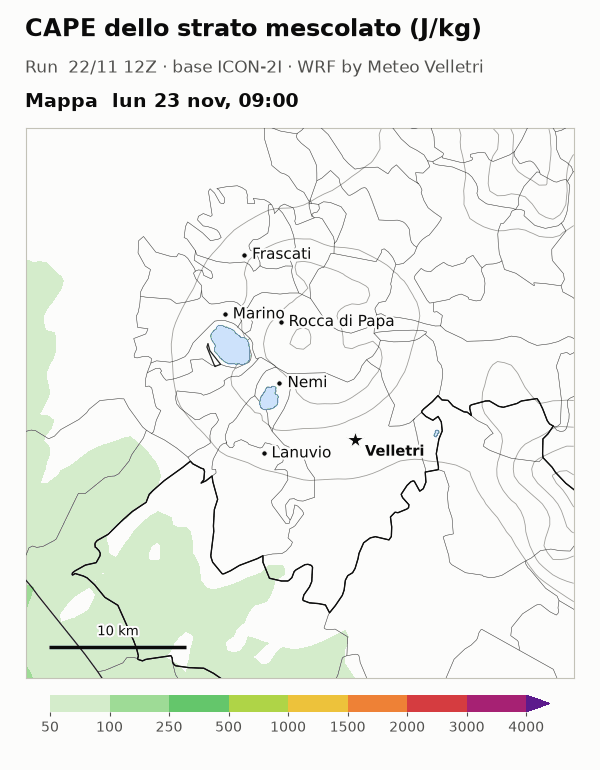 CAPE dello strato mescolato (J/kg)
Run  22/11 12Z · base ICON-2I · WRF by Meteo Velletri
Mappa  lun 23 nov, 09:00
Frascati
Marino
Rocca di Papa
Nemi
Velletri
Lanuvio
10 km
50 100 250 500 1000 1500 2000 3000 4000